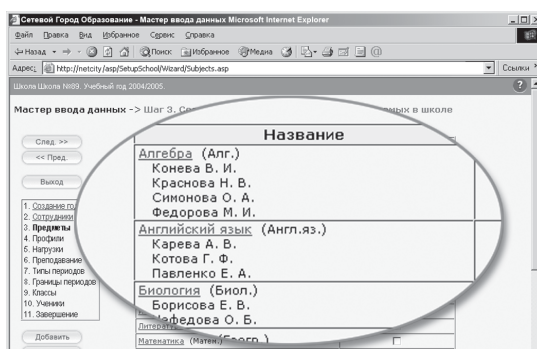 Сетевой Город Образование - Мастер ввода данных Microsoft Internet Explorer
Файл Правка Вид Избранное Сервис Справка
Назад Поиск Избранное Медиа
Адрес: http://netcity/asp/SetupSchool/Wizard/Subjects.asp Ссылки »
Школа Школа №89. Учебный год 2004/2005.
Мастер ввода данных -> Шаг 3. в школе
След. >>
<< Пред.
Выход
1. Создание
2. Сотрудники
3. Предметы
4. Профили
5. Нагрузки
6. Преподавание
7. Типы периодов
8. Границы периодов
9. Классы
10. Ученики
11. Завершение
Добавить
Название
Алгебра (Алг.)
Конева В. И.
Краснова Н. В.
Симонова О. А.
Федорова М. И.
Английский язык (Англ.яз.)
Карева А. В.
Котова Г. Ф.
Павленко Е. А.
Биология (Биол.)
Борисова Е. В.
Нефедова О. Б.
Математика (Матем.)